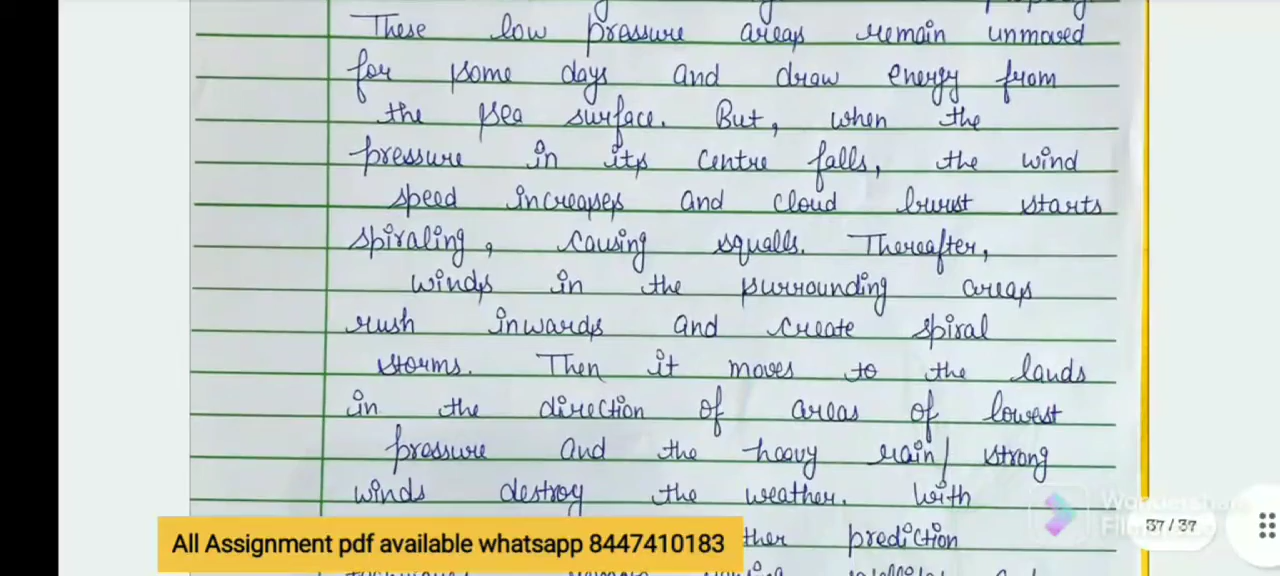 These low pressure areas remain unmoved
for some days and draw energy from
the sea surface. But, when the
pressure in its centre falls, the wind
speed increases and cloud burst starts
spiraling, causing squalls. Thereafter,
winds in the surrounding areas
rush inwards and create spiral
storms. Then it moves to the lands
in the direction of areas of lowest
pressure and the heavy rain/ strong
winds destroy the weather. With
prediction
All Assignment pdf available whatsapp 8447410183
37 / 37